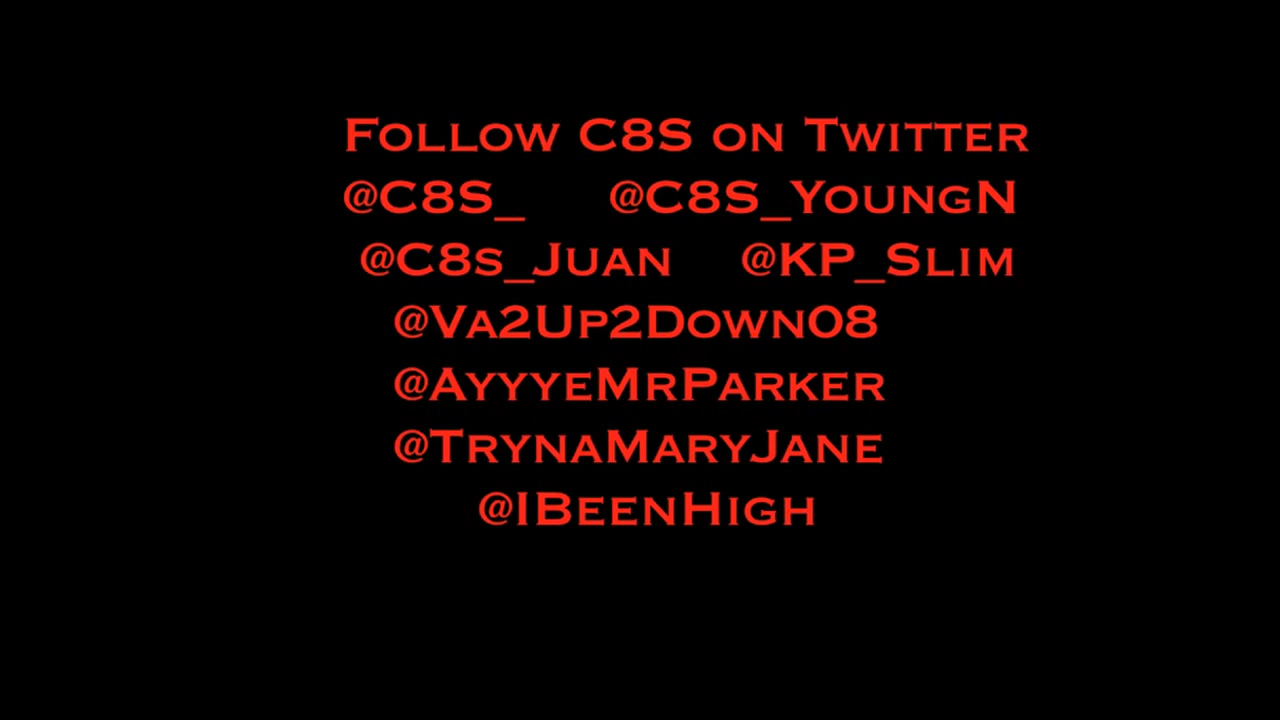 Follow C8S on Twitter
@C8S_ @C8S_YoungN
@C8s_Juan @KP_Slim
@Va2Up2Down08
@AyyyeMrParker
@TrynaMaryJane
@IBeenHigh